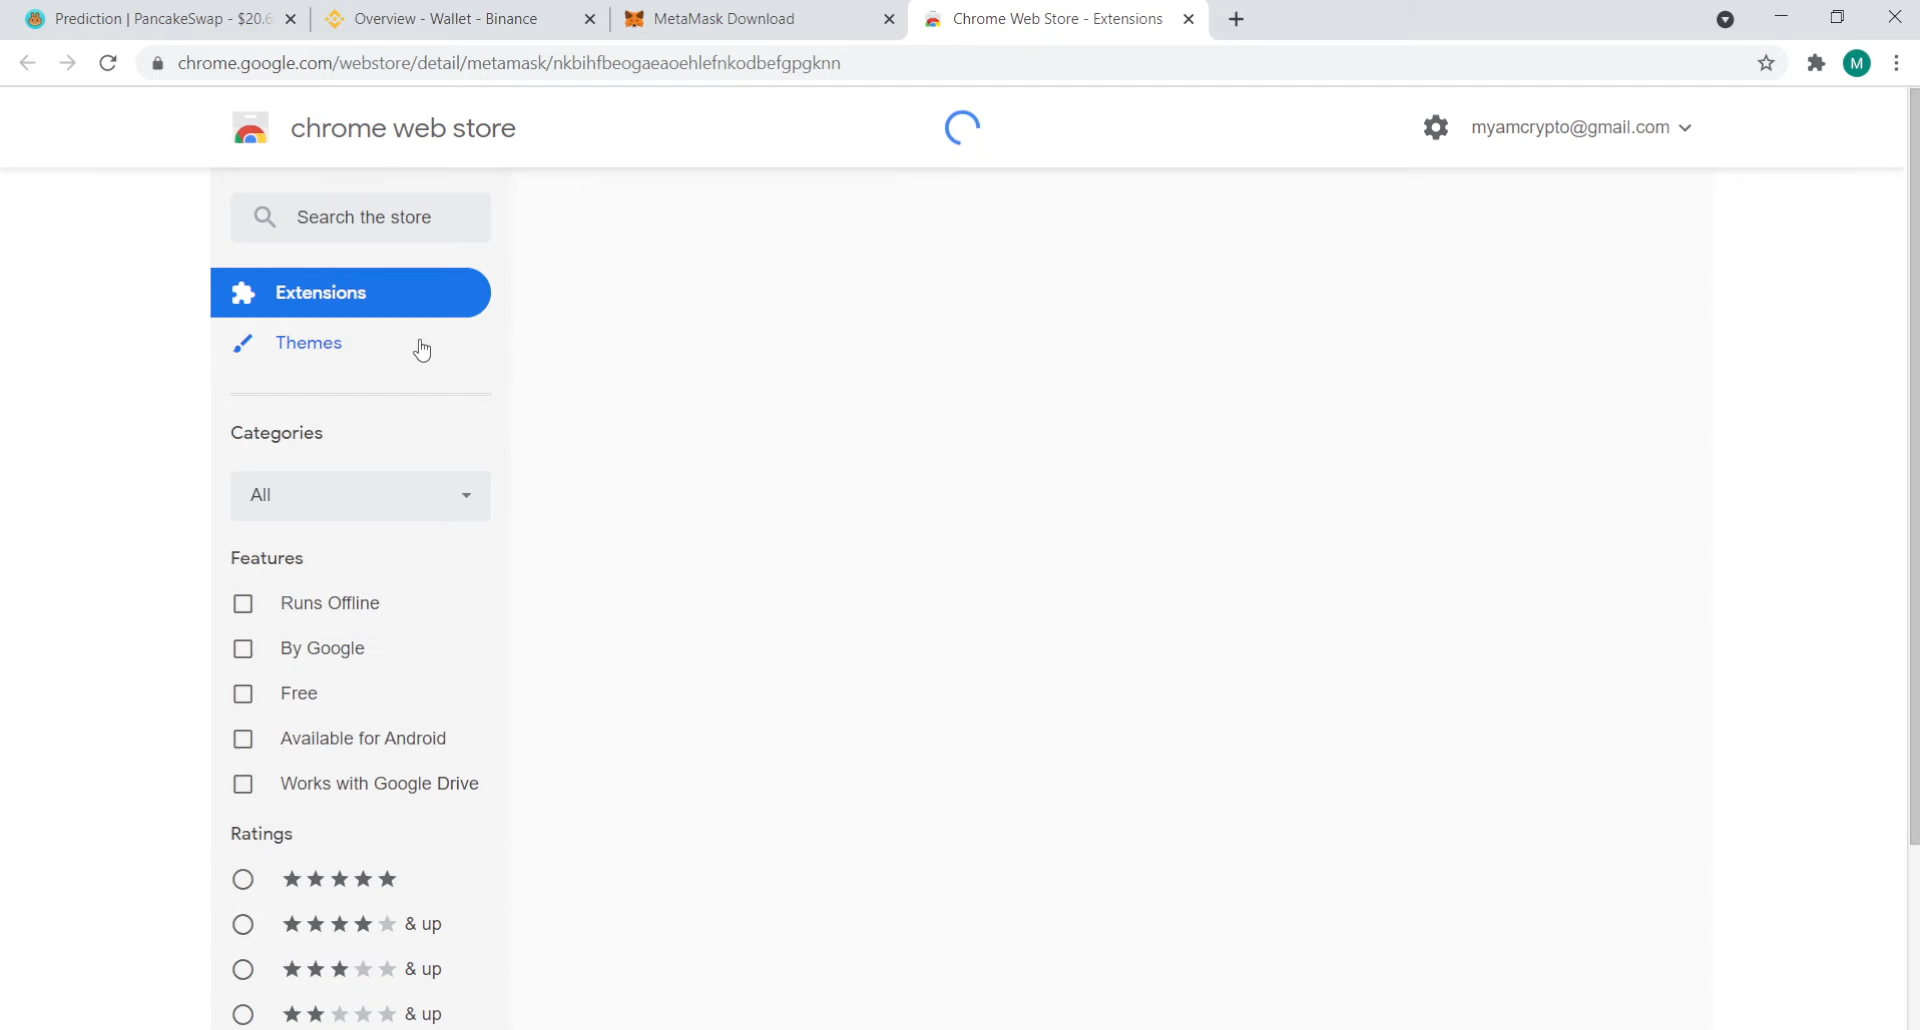 Prediction | PancakeSwap - $20.6
Overview - Wallet - Binance
MetaMask Download
Chrome Web Store - Extensions
chrome.google.com/webstore/detail/metamask/nkbihfbeogaeaoehlefnkodbefgpgknn
M
chrome web store
myamcrypto@gmail.com
Search the store
Extensions
Themes
Categories
All
Features
Runs Offline
By Google
Free
Available for Android
Works with Google Drive
Ratings
& up
& up
& up